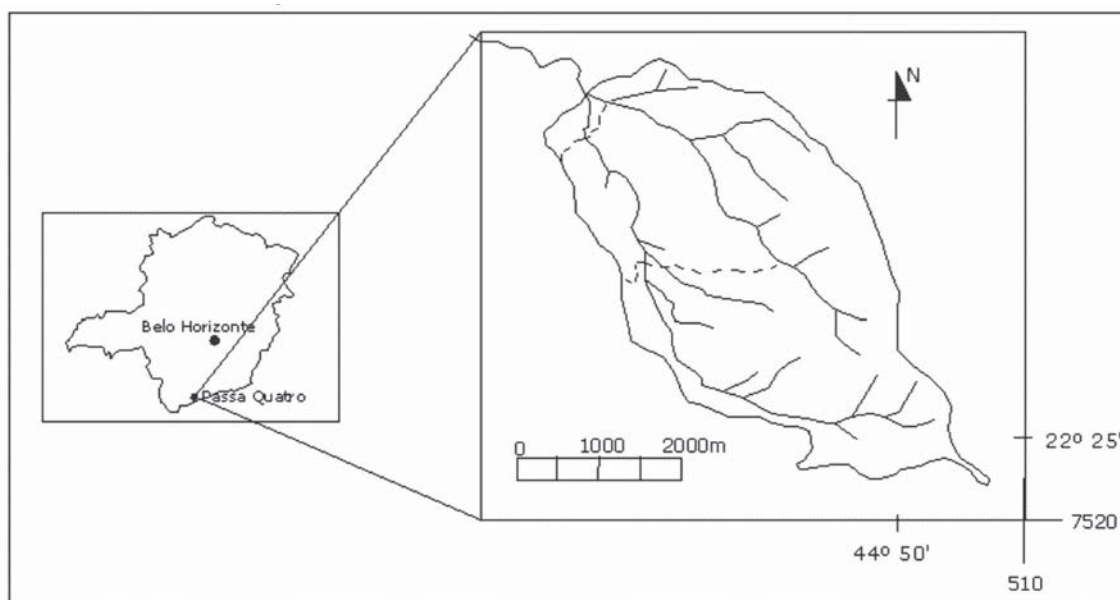 N
Belo Horizonte
Passa Quatro
0 1000 2000m
22º 25'
7520
44º 50'
510